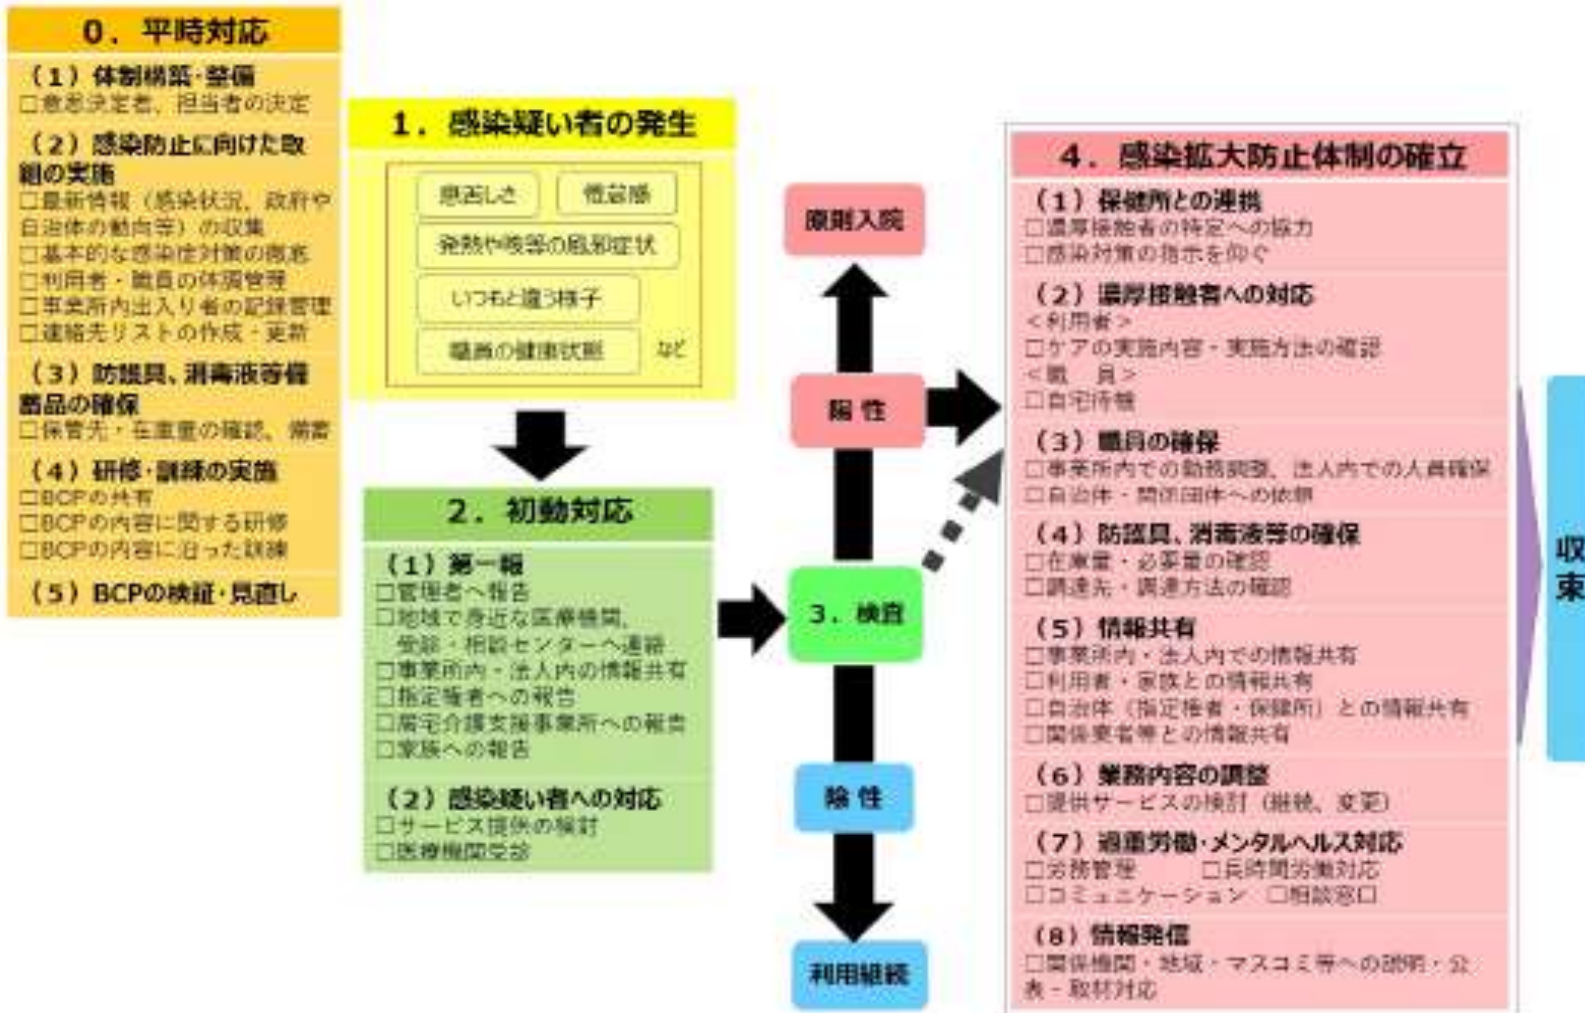 0．平時対応
（1）体制構築・整備
□意思決定者、担当者の決定
（2）感染防止に向けた取
組の実施
□最新情報（感染状況、政府や
自治体の動向等）の収集
□基本的な感染症対策の徹底
□利用者・職員の体調管理
□事業所内出入り者の記録管理
□連絡先リストの作成・更新
（3）防護具、消毒液等備
蓄品の確保
□保管先・在庫量の確認、備蓄
（4）研修・訓練の実施
□BCPの共有
□BCPの内容に関する研修
□BCPの内容に沿った訓練
（5）BCPの検証・見直し
1．感染疑い者の発生
息苦しさ
倦怠感
発熱や咳等の風邪症状
いつもと違う様子
職員の健康状態
など
2．初動対応
（1）第一報
□管理者へ報告
□地域で身近な医療機関、
受診・相談センターへ連絡
□事業所内・法人内の情報共有
□指定権者への報告
□居宅介護支援事業所への報告
□家族への報告
（2）感染疑い者への対応
□サービス提供の検討
□医療機関受診
原則入院
陽性
3．検査
陰性
利用継続
4．感染拡大防止体制の確立
（1）保健所との連携
□濃厚接触者の特定への協力
□感染対策の指示を仰ぐ
（2）濃厚接触者への対応
＜利用者＞
□ケアの実施内容・実施方法の確認
＜職　員＞
□自宅待機
（3）職員の確保
□事業所内での勤務調整、法人内での人員確保
□自治体・関係団体への依頼
（4）防護具、消毒液等の確保
□在庫量・必要量の確認
□調達先・調達方法の確認
（5）情報共有
□事業所内・法人内での情報共有
□利用者・家族との情報共有
□自治体（指定権者・保健所）との情報共有
□関係業者等との情報共有
（6）業務内容の調整
□提供サービスの検討（継続、変更）
（7）過重労働・メンタルヘルス対応
□労務管理　　□長時間労働対応
□コミュニケーション　□相談窓口
（8）情報発信
□関係機関・地域・マスコミ等への説明・公
表・取材対応
収束